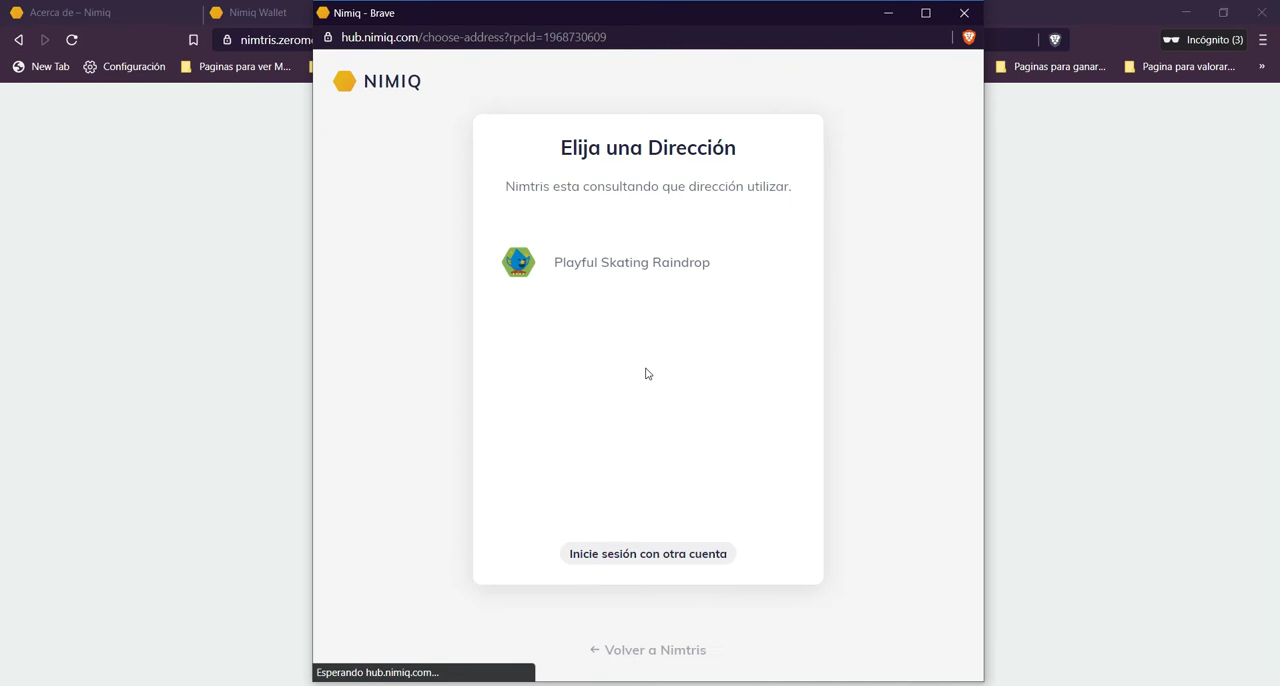 Acerca de – Nimiq
Nimiq Wallet
Nimiq - Brave
nimtris.zerom
hub.nimiq.com/choose-address?rpcId=1968730609
Incógnito (3)
New Tab
Configuración
Paginas para ver M...
Paginas para ganar...
Pagina para valorar...
»
NIMIQ
Elija una Dirección
Nimtris esta consultando que dirección utilizar.
Playful Skating Raindrop
Inicie sesión con otra cuenta
← Volver a Nimtris
Esperando hub.nimiq.com...